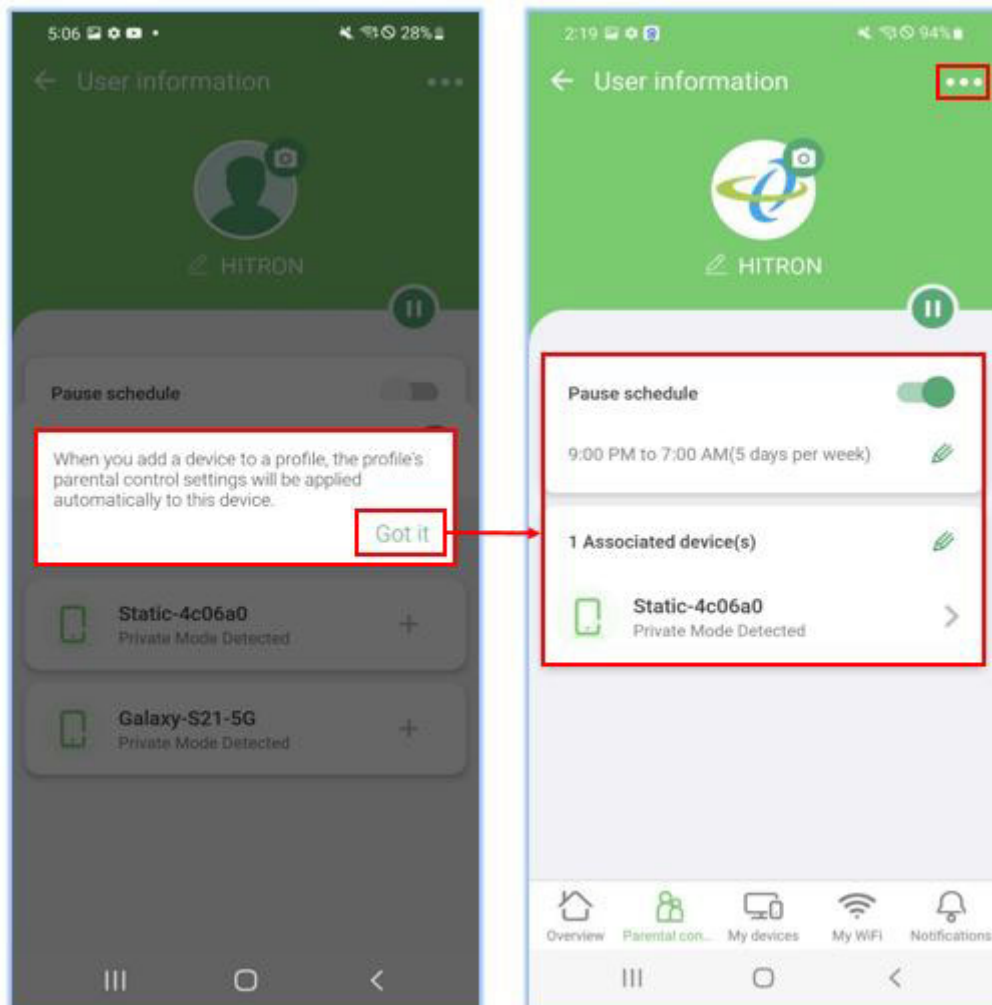 5:06
28%
User information
HITRON
Pause schedule
When you add a device to a profile, the profile's
parental control settings will be applied
automatically to this device.
Got it
Static-4c06a0
Private Mode Detected
Galaxy-S21-5G
Private Mode Detected
2:19
94%
User information
HITRON
Pause schedule
9:00 PM to 7:00 AM(5 days per week)
1 Associated device(s)
Static-4c06a0
Private Mode Detected
Overview Parental con... My devices My WiFi Notifications